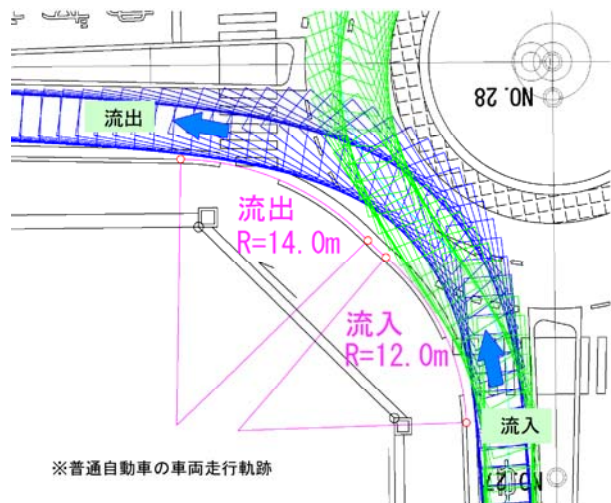 NO. 28
流出
流出
R=14.0m
流入
R=12.0m
流入
※普通自動車の車両走行軌跡
NO. 27